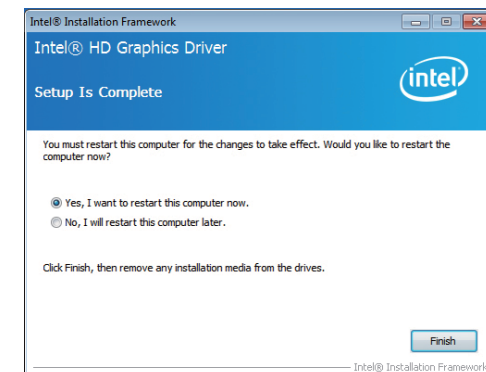 Intel® Installation Framework
Intel® HD Graphics Driver
Setup Is Complete
intel®
You must restart this computer for the changes to take effect. Would you like to restart the
computer now?
Yes, I want to restart this computer now.
No, I will restart this computer later.
Click Finish, then remove any installation media from the drives.
Finish
Intel® Installation Framework